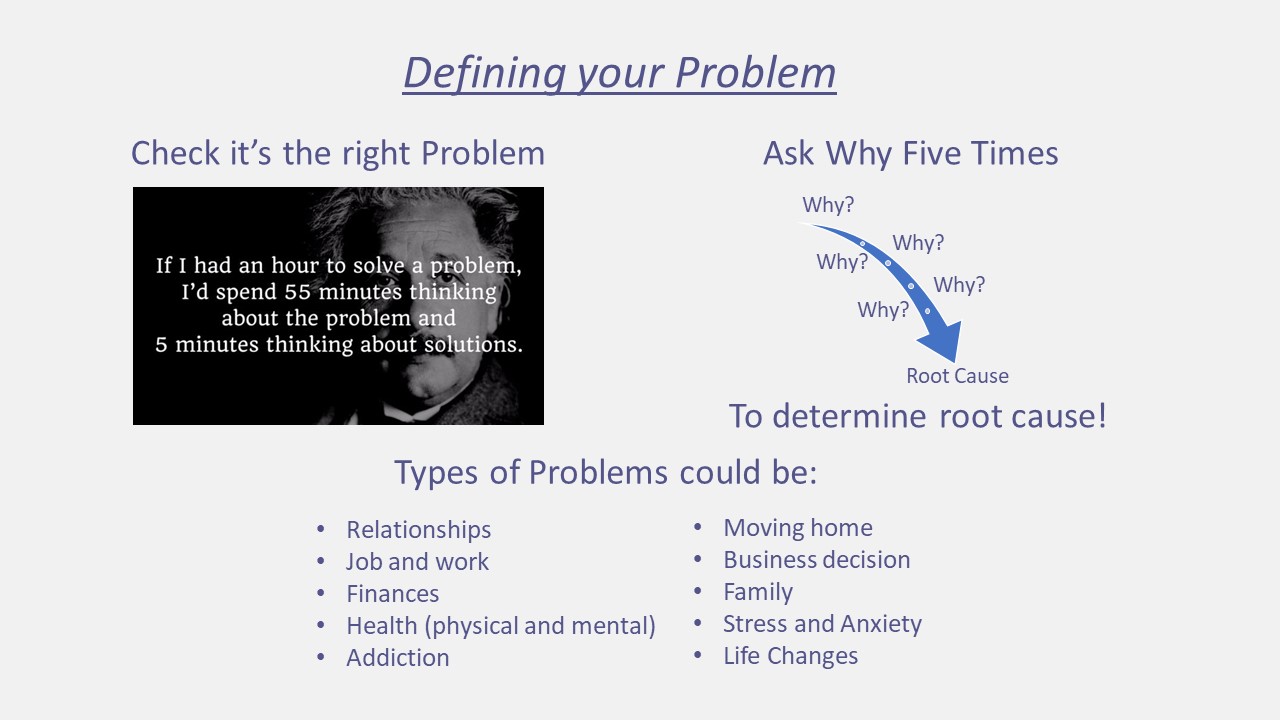 Defining your Problem
Check it’s the right Problem
If I had an hour to solve a problem,
I’d spend 55 minutes thinking
about the problem and
5 minutes thinking about solutions.
Ask Why Five Times
Why?
Why?
Why?
Why?
Why?
Root Cause
To determine root cause!
Types of Problems could be:
• Relationships
• Job and work
• Finances
• Health (physical and mental)
• Addiction
• Moving home
• Business decision
• Family
• Stress and Anxiety
• Life Changes